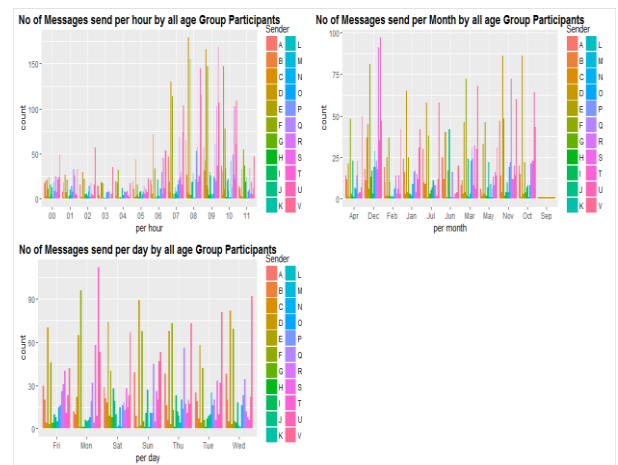 No of Messages send per hour by all age Group Participants
Sender
A L
B M
C N
D O
E P
F Q
G R
H S
I T
J U
K V
count
150
100
50
0
00 01 02 03 04 05 06 07 08 09 10 11
per hour
No of Messages send per Month by all age Group Participants
Sender
A L
B M
C N
D O
E P
F Q
G R
H S
I T
J U
K V
count
100
75
50
25
0
Apr Dec Feb Jan Jul Jun Mar May Nov Oct Sep
per month
No of Messages send per day by all age Group Participants
Sender
A L
B M
C N
D O
E P
F Q
G R
H S
I T
J U
K V
count
90
60
30
0
Fri Mon Sat Sun Thu Tue Wed
per day